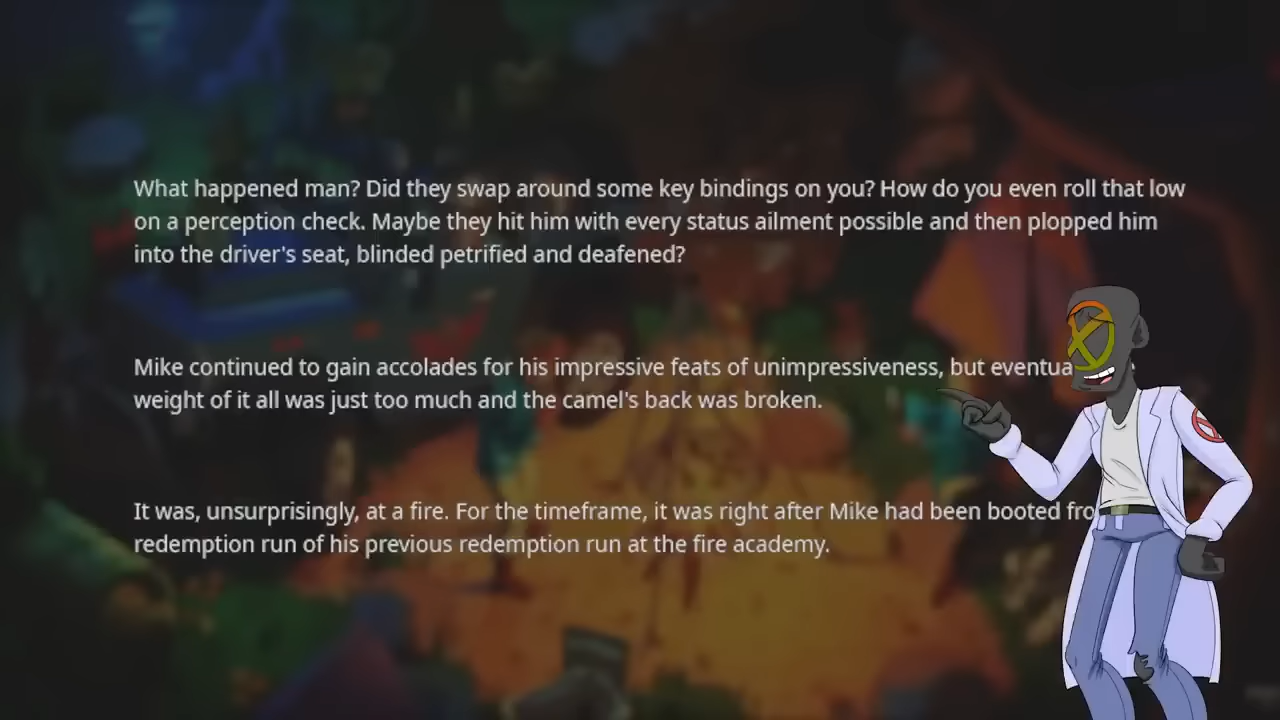 What happened man? Did they swap around some key bindings on you? How do you even roll that low
on a perception check. Maybe they hit him with every status ailment possible and then plopped him
into the driver's seat, blinded petrified and deafened?
Mike continued to gain accolades for his impressive feats of unimpressiveness, but
weight of it all was just too much and the camel's back was broken.
It was, unsurprisingly, at a fire. For the timeframe, it was right after Mike had been booted
redemption run of his previous redemption run at the fire academy.